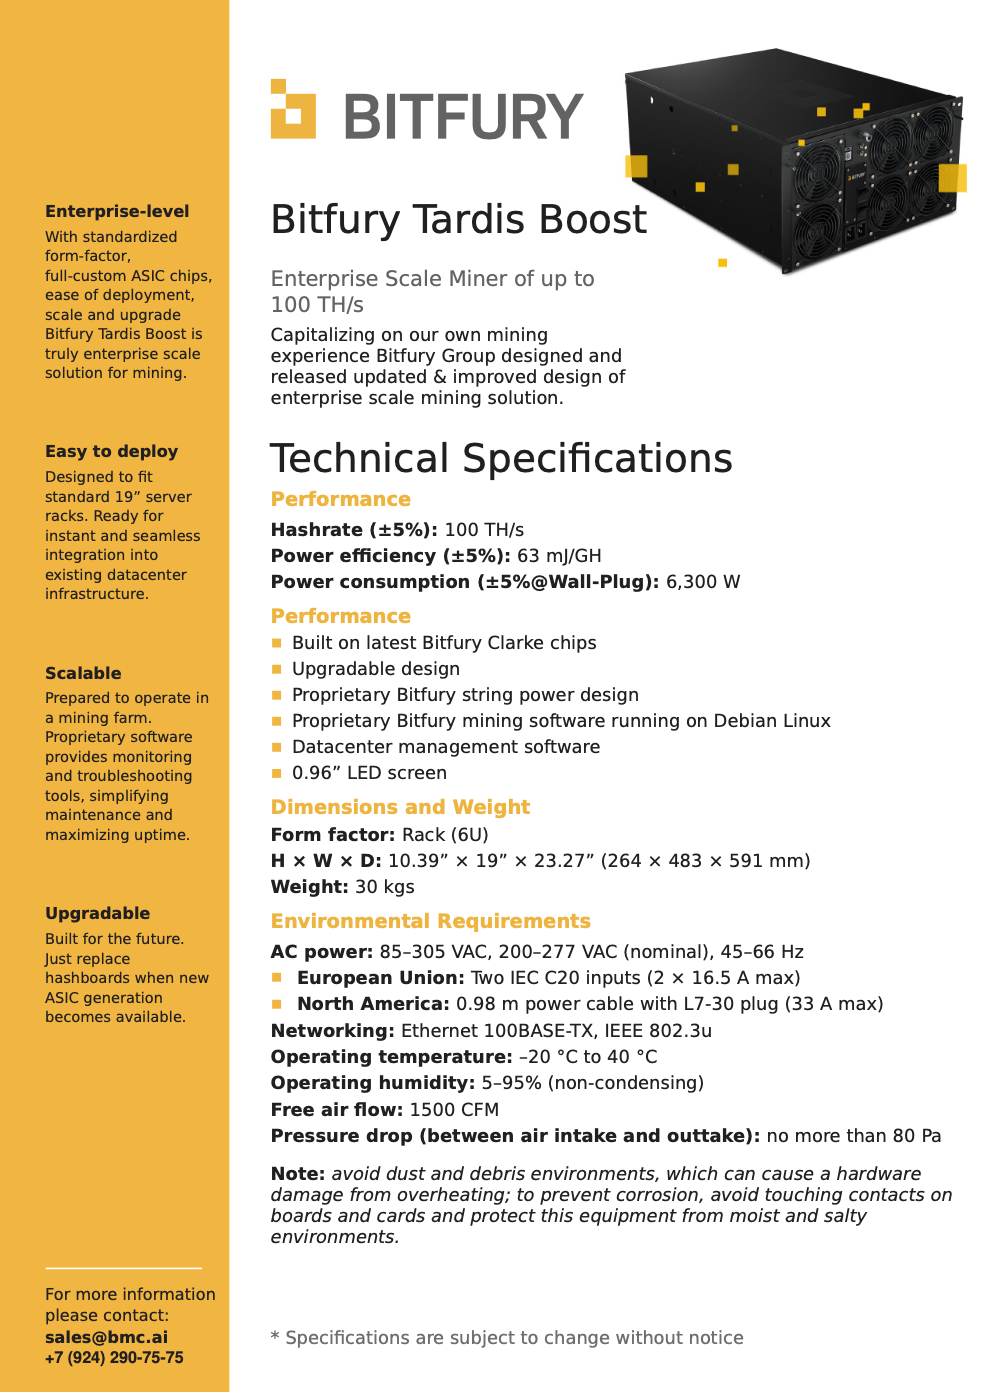 BITFURY
Bitfury Tardis Boost
Enterprise Scale Miner of up to
100 TH/s
Capitalizing on our own mining
experience Bitfury Group designed and
released updated & improved design of
enterprise scale mining solution.
Enterprise-level
With standardized
form-factor,
full-custom ASIC chips,
ease of deployment,
scale and upgrade
Bitfury Tardis Boost is
truly enterprise scale
solution for mining.
Easy to deploy
Designed to fit
standard 19” server
racks. Ready for
instant and seamless
integration into
existing datacenter
infrastructure.
Scalable
Prepared to operate in
a mining farm.
Proprietary software
provides monitoring
and troubleshooting
tools, simplifying
maintenance and
maximizing uptime.
Upgradable
Built for the future.
Just replace
hashboards when new
ASIC generation
becomes available.
For more information
please contact:
sales@bmc.ai
+7 (924) 290-75-75
Technical Specifications
Performance
Hashrate (±5%): 100 TH/s
Power efficiency (±5%): 63 mJ/GH
Power consumption (±5%@Wall-Plug): 6,300 W
Performance
Built on latest Bitfury Clarke chips
Upgradable design
Proprietary Bitfury string power design
Proprietary Bitfury mining software running on Debian Linux
Datacenter management software
0.96” LED screen
Dimensions and Weight
Form factor: Rack (6U)
H × W × D: 10.39” × 19” × 23.27” (264 × 483 × 591 mm)
Weight: 30 kgs
Environmental Requirements
AC power: 85–305 VAC, 200–277 VAC (nominal), 45–66 Hz
European Union: Two IEC C20 inputs (2 × 16.5 A max)
North America: 0.98 m power cable with L7-30 plug (33 A max)
Networking: Ethernet 100BASE-TX, IEEE 802.3u
Operating temperature: –20 °C to 40 °C
Operating humidity: 5–95% (non-condensing)
Free air flow: 1500 CFM
Pressure drop (between air intake and outtake): no more than 80 Pa
Note: avoid dust and debris environments, which can cause a hardware
damage from overheating; to prevent corrosion, avoid touching contacts on
boards and cards and protect this equipment from moist and salty
environments.
* Specifications are subject to change without notice
BITFURY